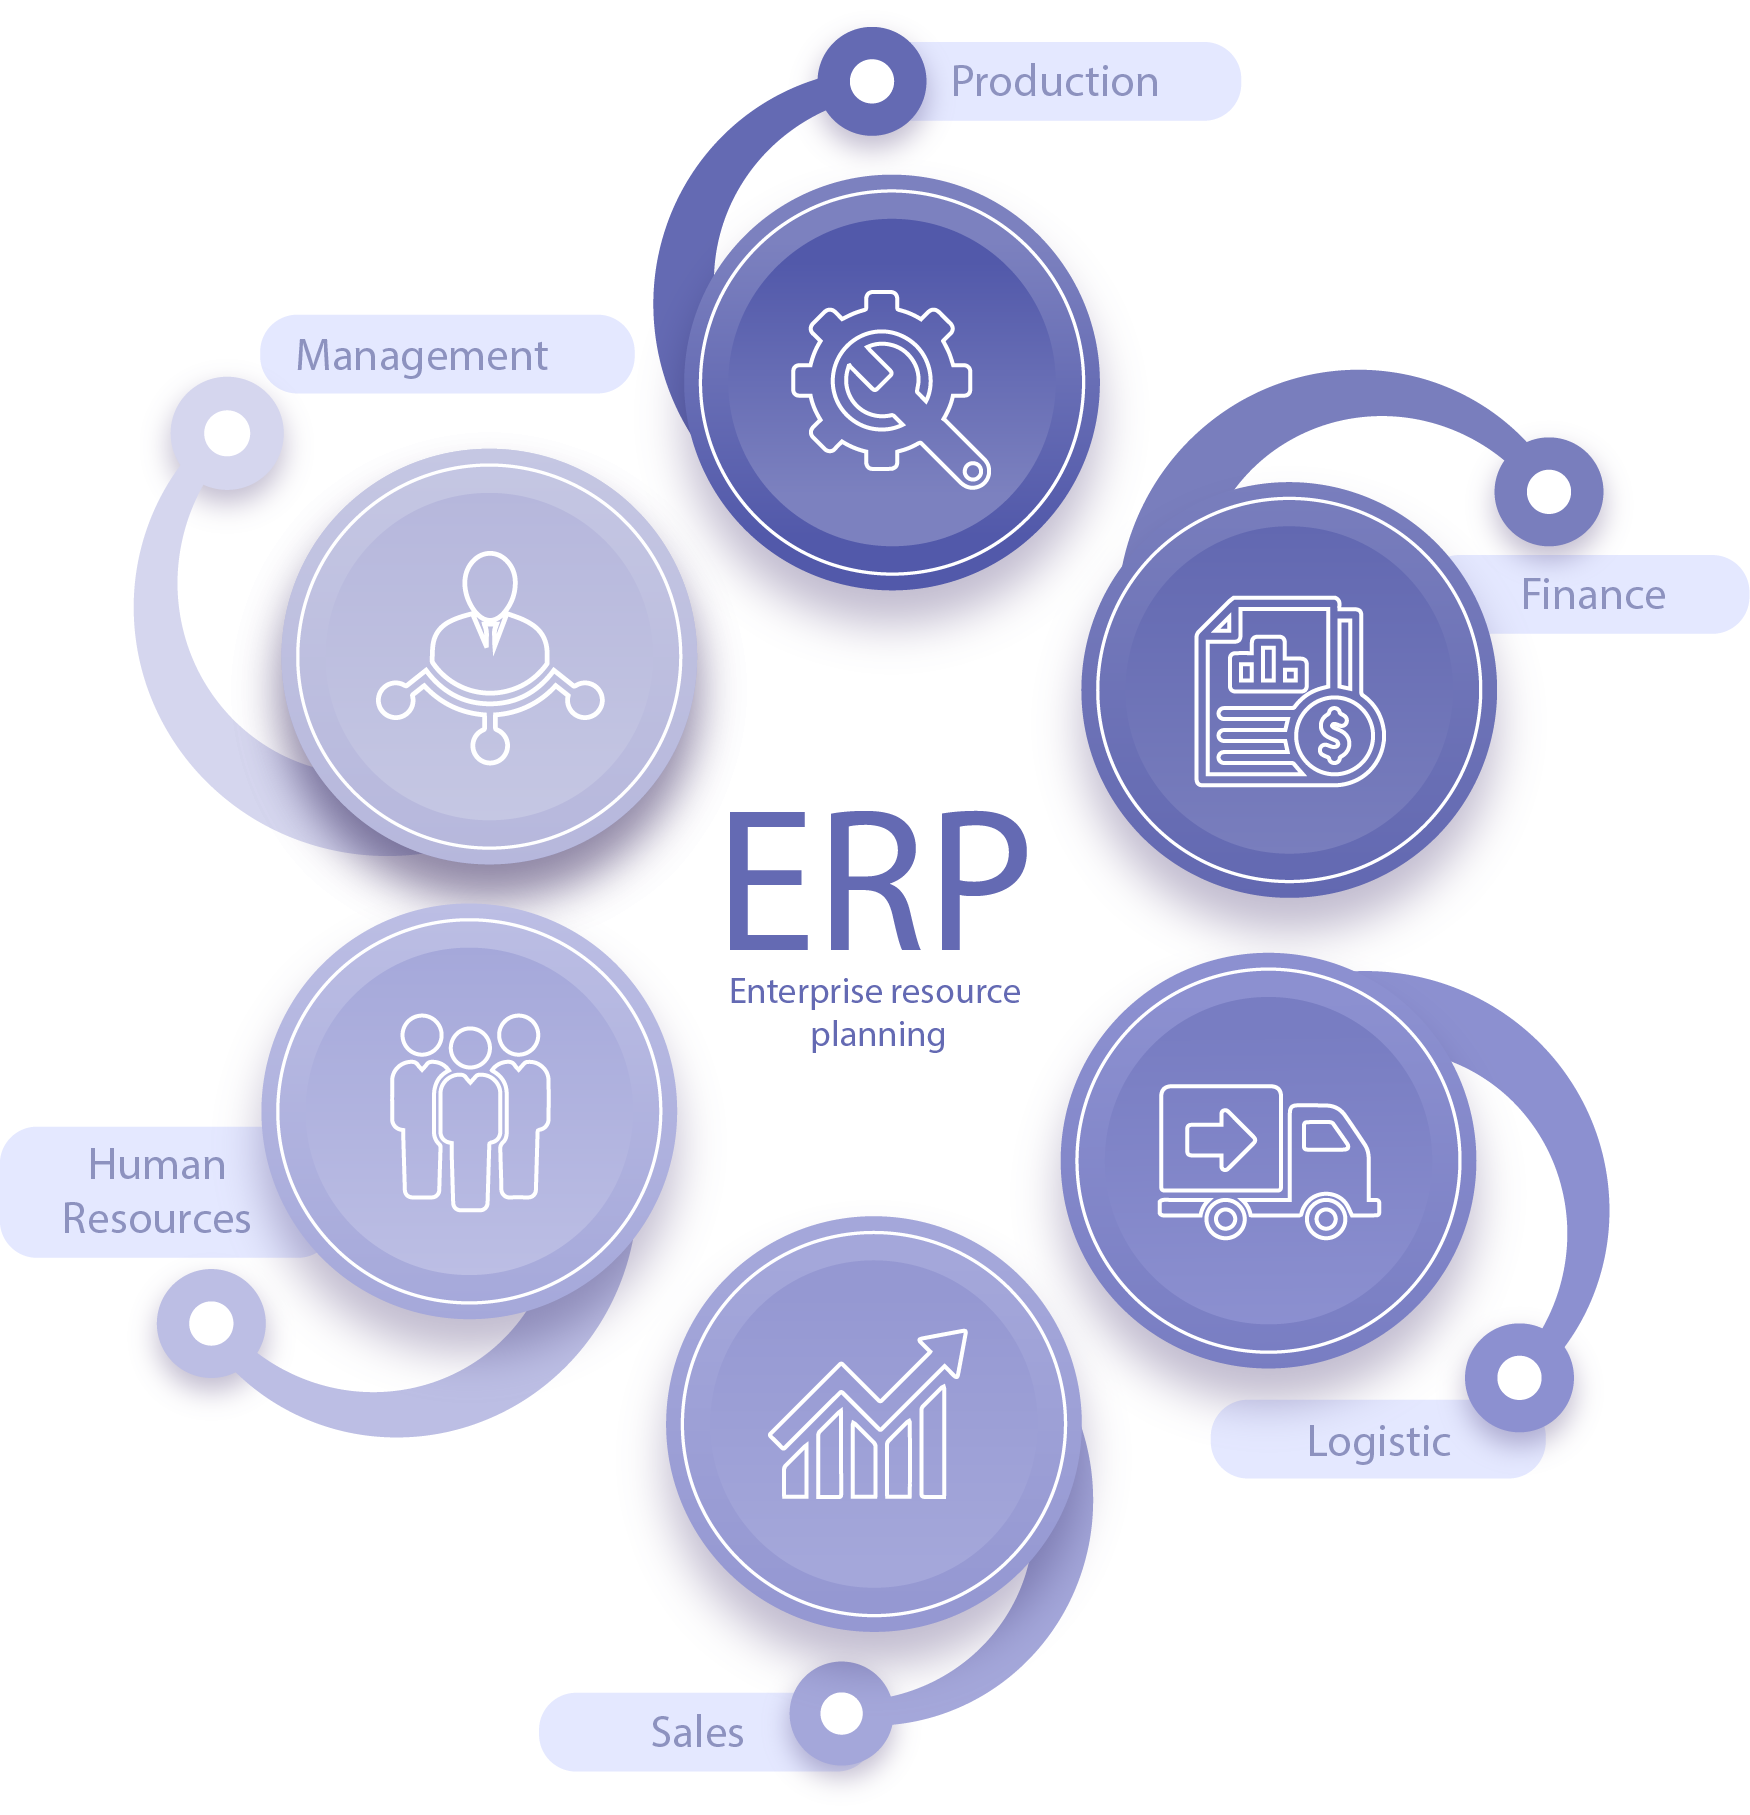 Production
Management
Finance
ERP
Enterprise resource
planning
Human
Resources
Logistic
Sales
$